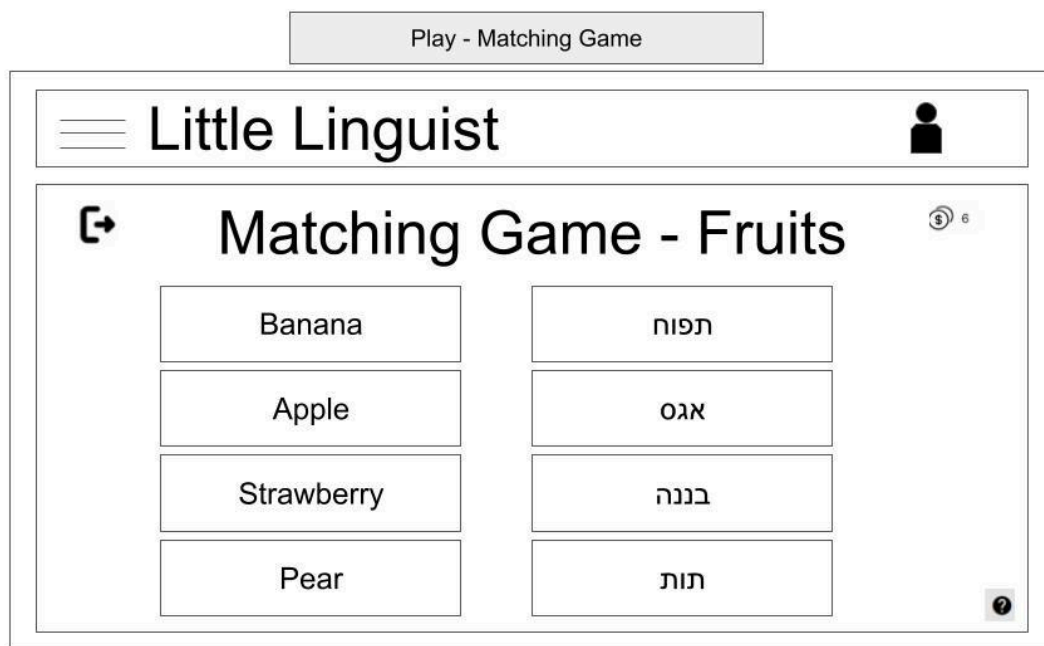 Play - Matching Game
Little Linguist
Matching Game - Fruits
6
Banana
תפוח
Apple
אגס
Strawberry
בננה
Pear
תות